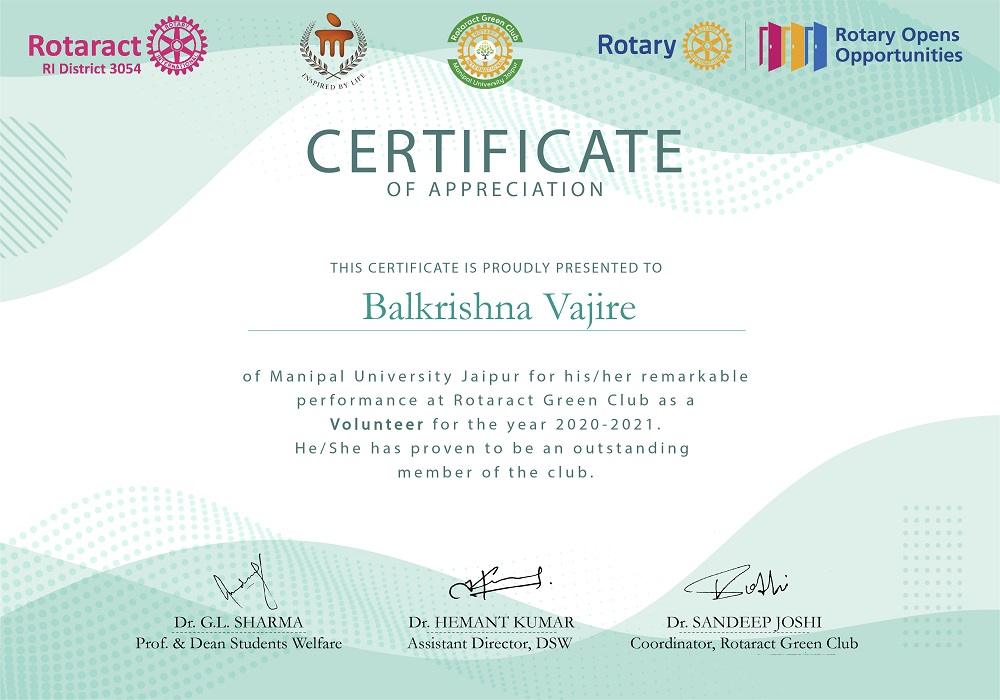 Rotaract
RI District 3054
ROTARY
INTERNATIONAL
INSPIRED BY LIFE
Rotaract Green Club
ROTARY
INTERNATIONAL
Manipal University Jaipur
Rotary
Rotary Opens
Opportunities
CERTIFICATE
OF APPRECIATION
THIS CERTIFICATE IS PROUDLY PRESENTED TO
Balkrishna Vajire
of Manipal University Jaipur for his/her remarkable
performance at Rotaract Green Club as a
Volunteer for the year 2020-2021.
He/She has proven to be an outstanding
member of the club.
Dr. G.L. SHARMA
Prof. & Dean Students Welfare
Dr. HEMANT KUMAR
Assistant Director, DSW
Dr. SANDEEP JOSHI
Coordinator, Rotaract Green Club